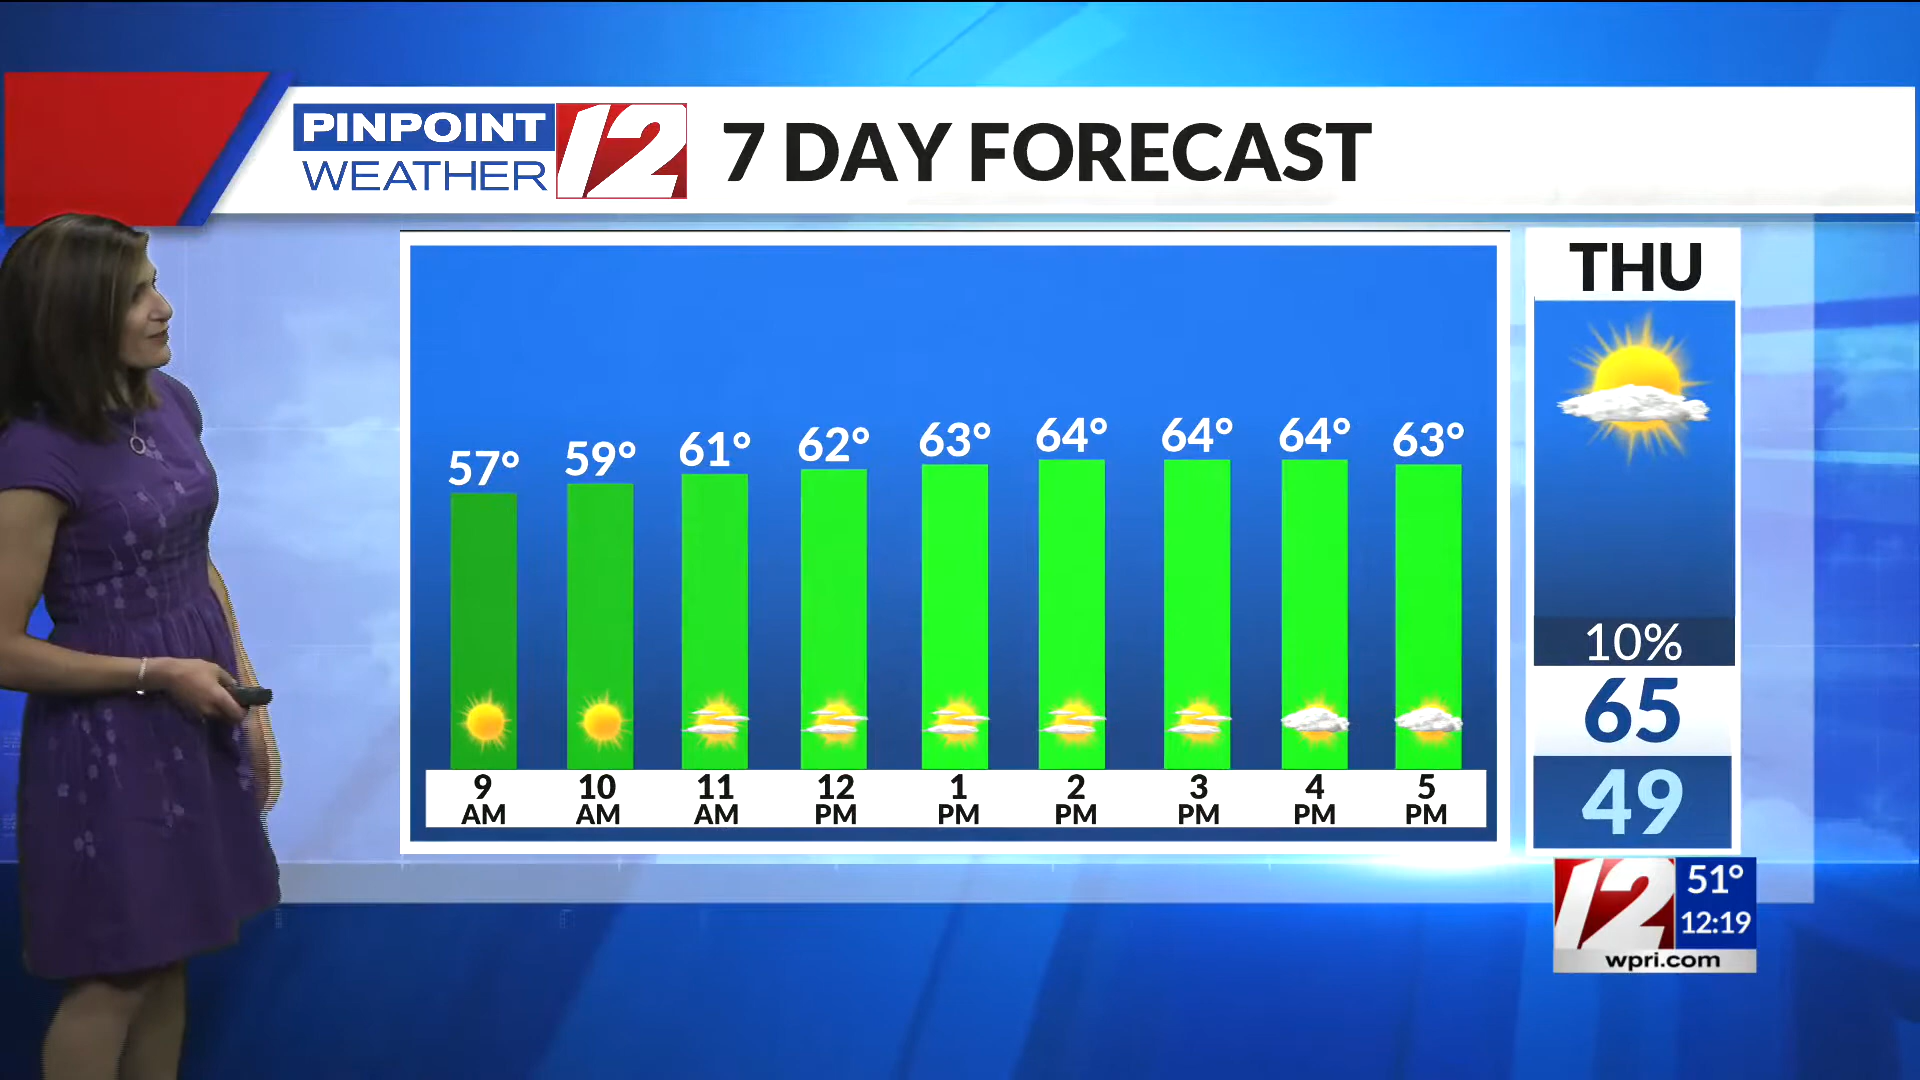 PINPOINT
WEATHER
12
7 DAY FORECAST
THU
57° 59° 61° 62° 63° 64° 64° 64° 63°
9 AM
10 AM
11 AM
12 PM
1 PM
2 PM
3 PM
4 PM
5 PM
10%
65
49
12
51°
12:19
wpri.com